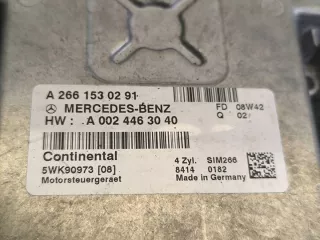 A 266 153 02 91 FD 08W42
MERCEDES-BENZ Q 02
HW : A 002 446 30 40
Continental 4 Zyl. SIM266
5WK90973 [08] 8414 0182
Motorsteuergeraet Made in Germany